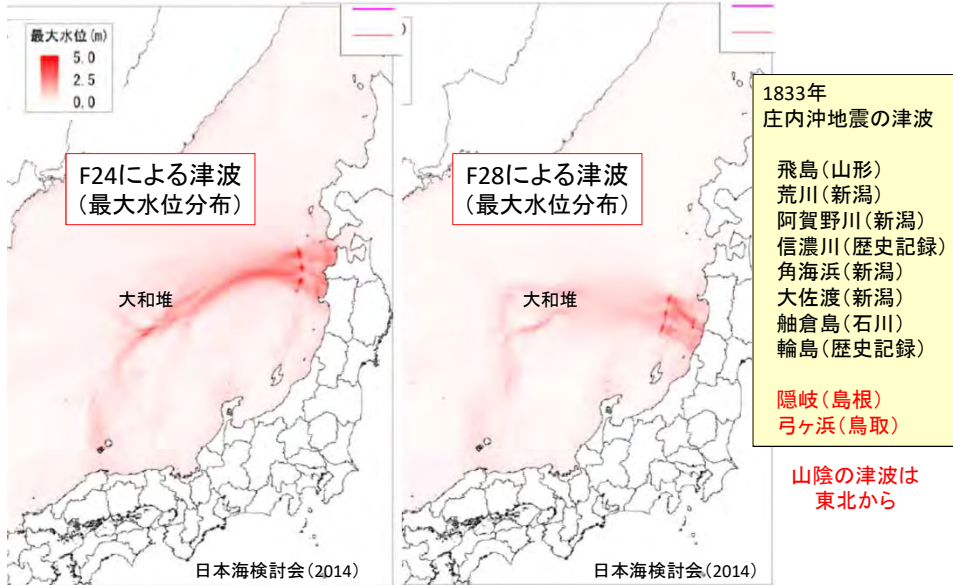 最大水位(m)
5.0
2.5
0.0
F24による津波
（最大水位分布）
大和堆
日本海検討会（2014）
F28による津波
（最大水位分布）
大和堆
日本海検討会（2014）
1833年
庄内沖地震の津波
飛島（山形）
荒川（新潟）
阿賀野川（新潟）
信濃川（歴史記録）
角海浜（新潟）
大佐渡（新潟）
舳倉島（石川）
輪島（歴史記録）
隠岐（島根）
弓ヶ浜（鳥取）
山陰の津波は
東北から